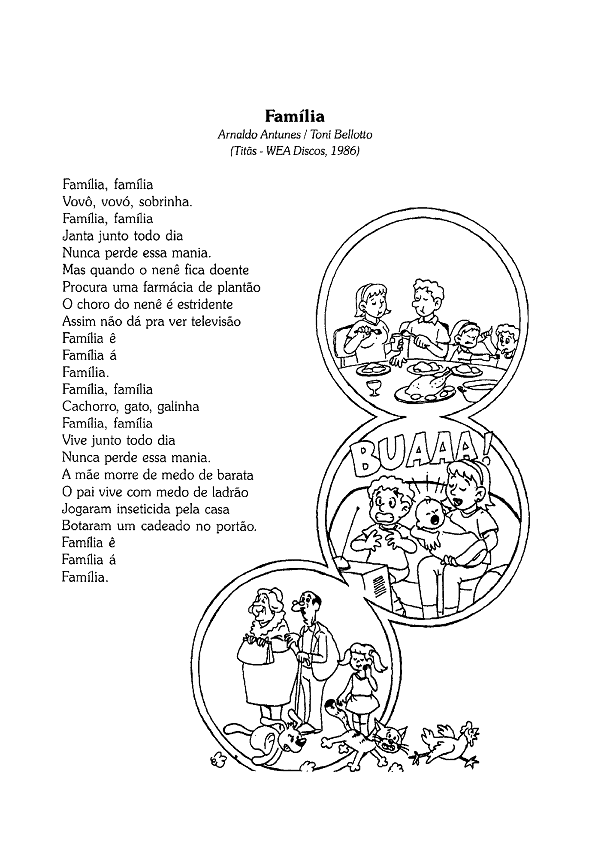 Família
Arnaldo Antunes / Toni Bellotto
(Titãs - WEA Discos, 1986)
Família, família
Vovô, vovó, sobrinha.
Família, família
Janta junto todo dia
Nunca perde essa mania.
Mas quando o nenê fica doente
Procura uma farmácia de plantão
O choro do nenê é estridente
Assim não dá pra ver televisão
Família ê
Família á
Família.
Família, família
Cachorro, gato, galinha
Família, família
Vive junto todo dia
Nunca perde essa mania.
A mãe morre de medo de barata
O pai vive com medo de ladrão
Jogaram inseticida pela casa
Botaram um cadeado no portão.
Família ê
Família á
Família.
BUAAA!